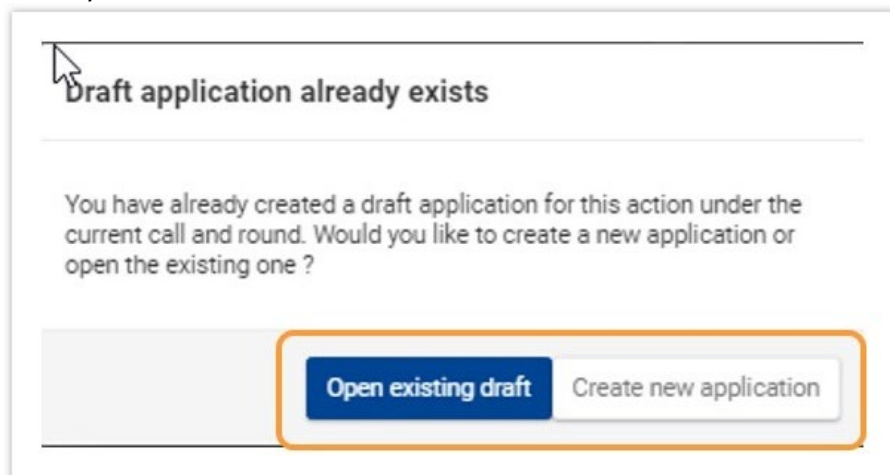 Draft application already exists
You have already created a draft application for this action under the
current call and round. Would you like to create a new application or
open the existing one ?
Open existing draft Create new application